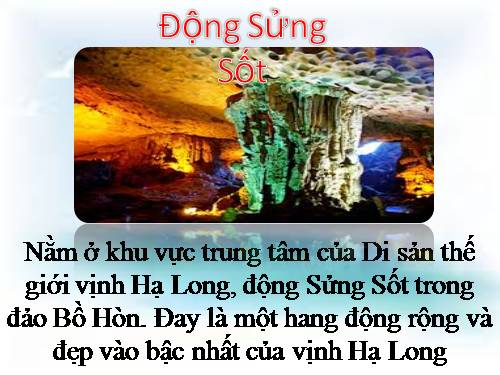 Động Sửng
Sốt
Nằm ở khu vực trung tâm của Di sản thế
giới vịnh Hạ Long, động Sửng Sốt trong
đảo Bồ Hòn. Đay là một hang động rộng và
đẹp vào bậc nhất của vịnh Hạ Long